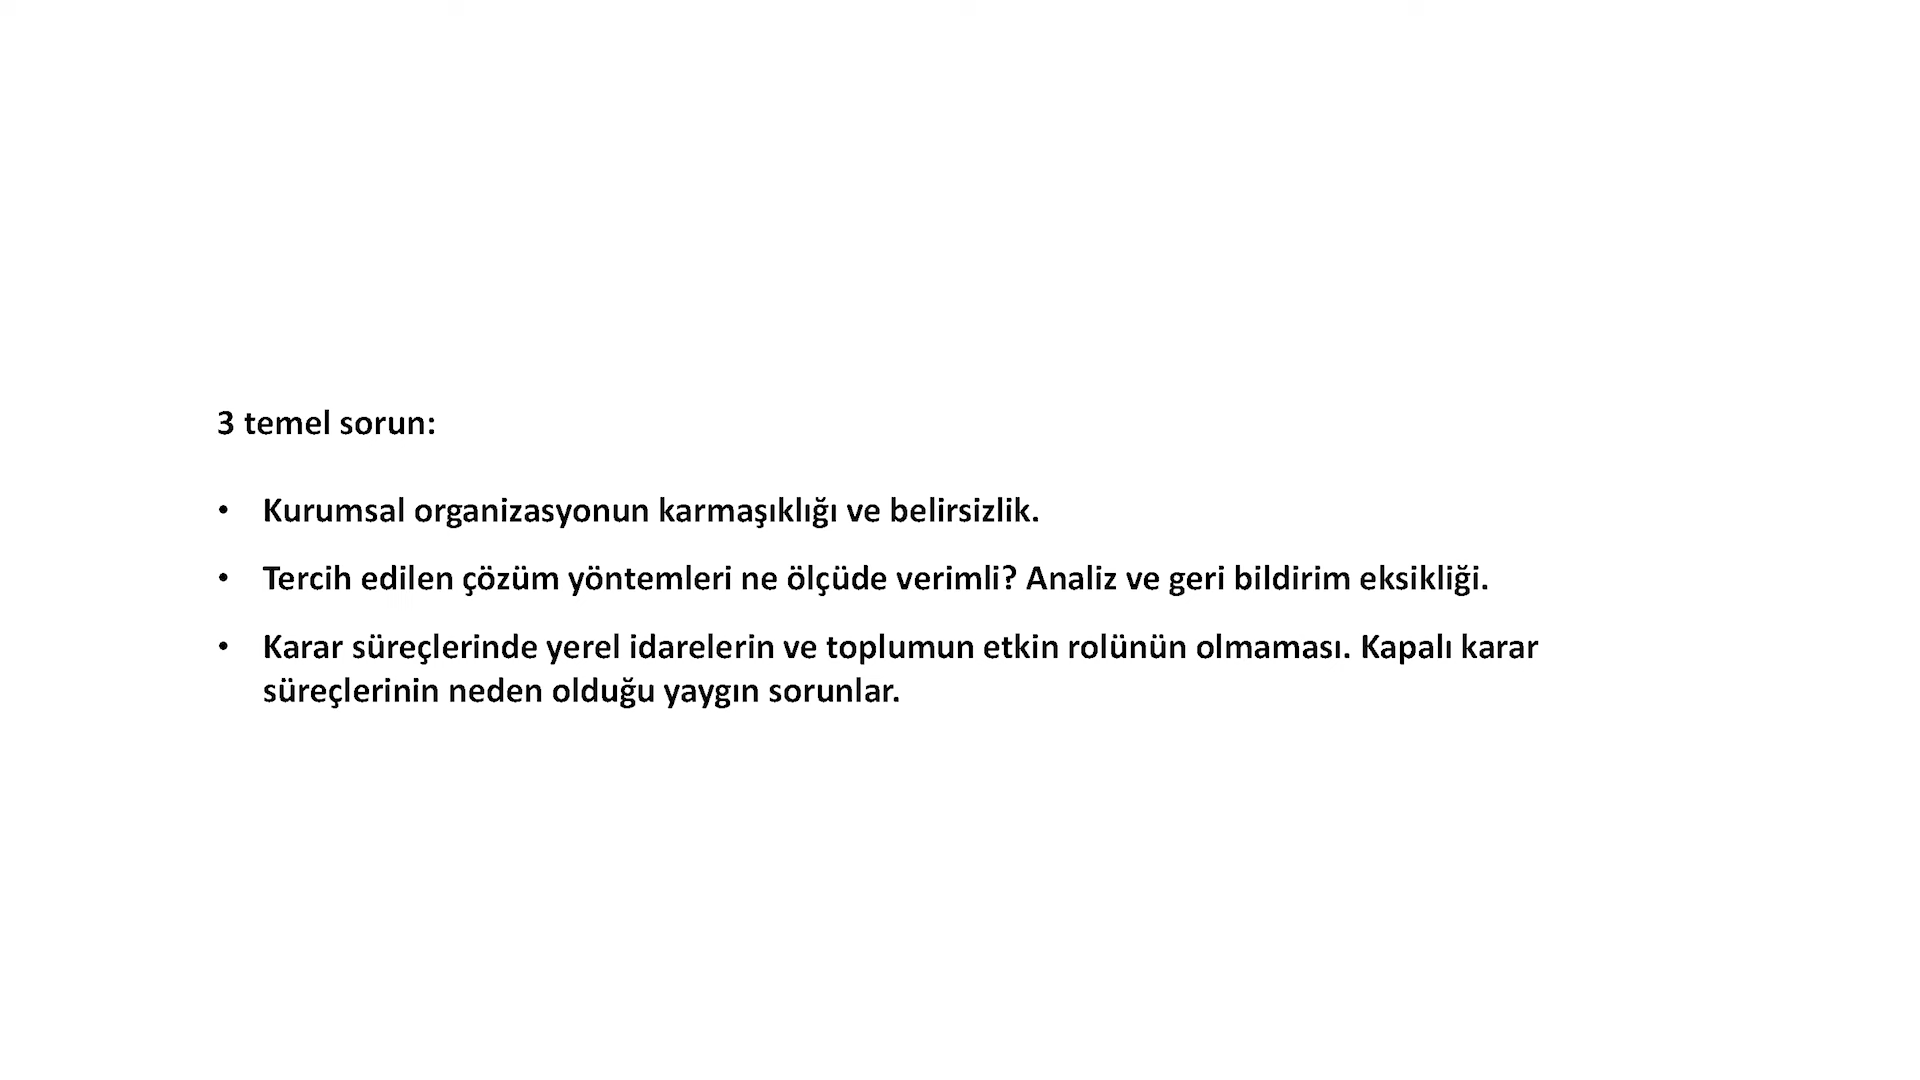 3 temel sorun:
• Kurumsal organizasyonun karmaşıklığı ve belirsizlik.
• Tercih edilen çözüm yöntemleri ne ölçüde verimli? Analiz ve geri bildirim eksikliği.
• Karar süreçlerinde yerel idarelerin ve toplumun etkin rolünün olmaması. Kapalı karar
süreçlerinin neden olduğu yaygın sorunlar.